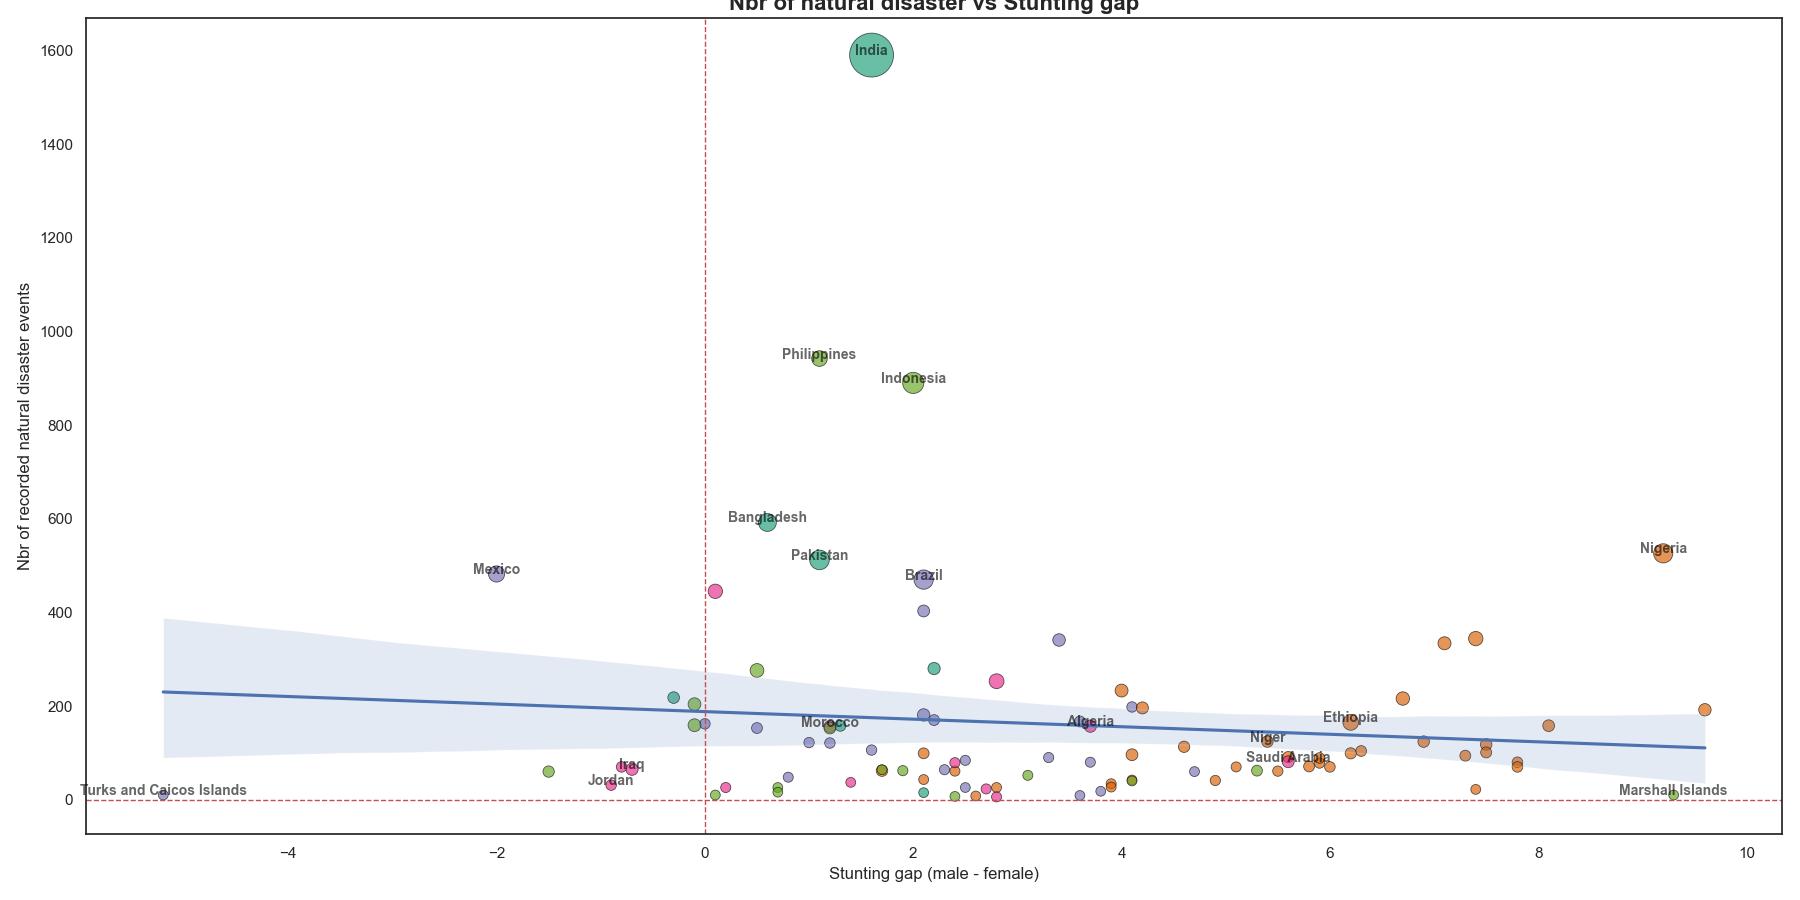 Nbr of natural disaster vs Stunting gap
1600
1400
1200
1000
800
600
400
200
0
Nbr of recorded natural disaster events
India
Philippines
Indonesia
Bangladesh
Pakistan
Nigeria
Mexico
Brazil
Morocco
Algeria
Ethiopia
Niger
Saudi Arabia
Iraq
Jordan
Turks and Caicos Islands
Marshall Islands
−4
−2
0
2
4
6
8
10
Stunting gap (male - female)